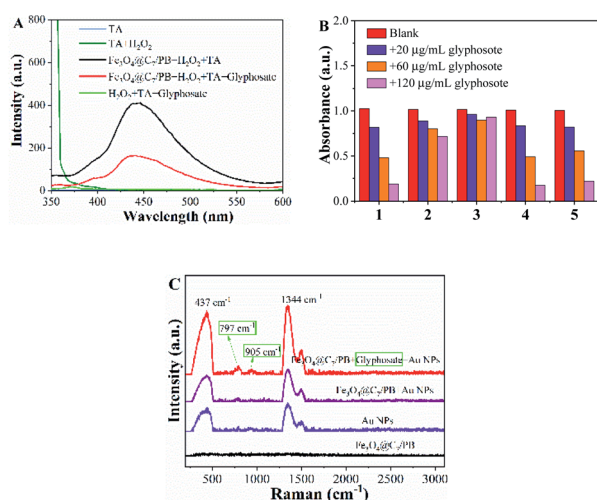 A
TA
TA+H₂O₂
Fe₃O₄@C₇/PB−H₂O₂+TA
Fe₃O₄@C₇/PB−H₂O₂+TA−Glyphosate
H₂O₂+TA−Glyphosate
Intensity (a.u.)
800
600
400
200
0
350 400 450 500 550 600
Wavelength (nm)
B
Blank
+20 μg/mL glyphosote
+60 μg/mL glyphosote
+120 μg/mL glyphosote
Absorbance (a.u.)
2.0
1.5
1.0
0.5
0.0
1 2 3 4 5
C
437 cm⁻¹
1344 cm⁻¹
797 cm⁻¹
905 cm⁻¹
Fe₃O₄@C₇/PB+Glyphosate−Au NPs
Fe₃O₄@C₇/PB−Au NPs
Au NPs
Fe₃O₄@C₇/PB
Intensity (a.u.)
500 1000 1500 2000 2500 3000
Raman (cm⁻¹)